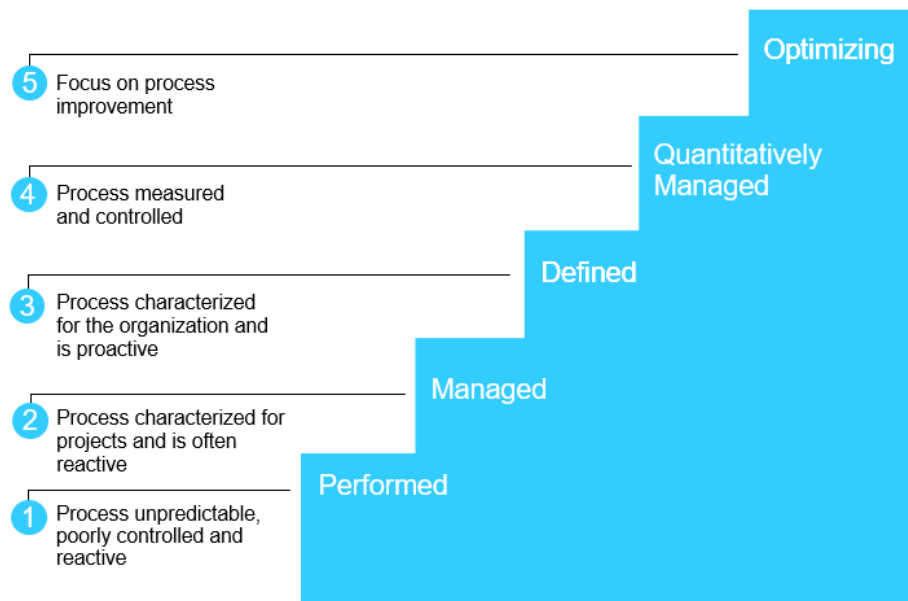 Optimizing
5
Focus on process
improvement
Quantitatively
Managed
4
Process measured
and controlled
Defined
3
Process characterized
for the organization and
is proactive
Managed
2
Process characterized for
projects and is often
reactive
Performed
1
Process unpredictable,
poorly controlled and
reactive